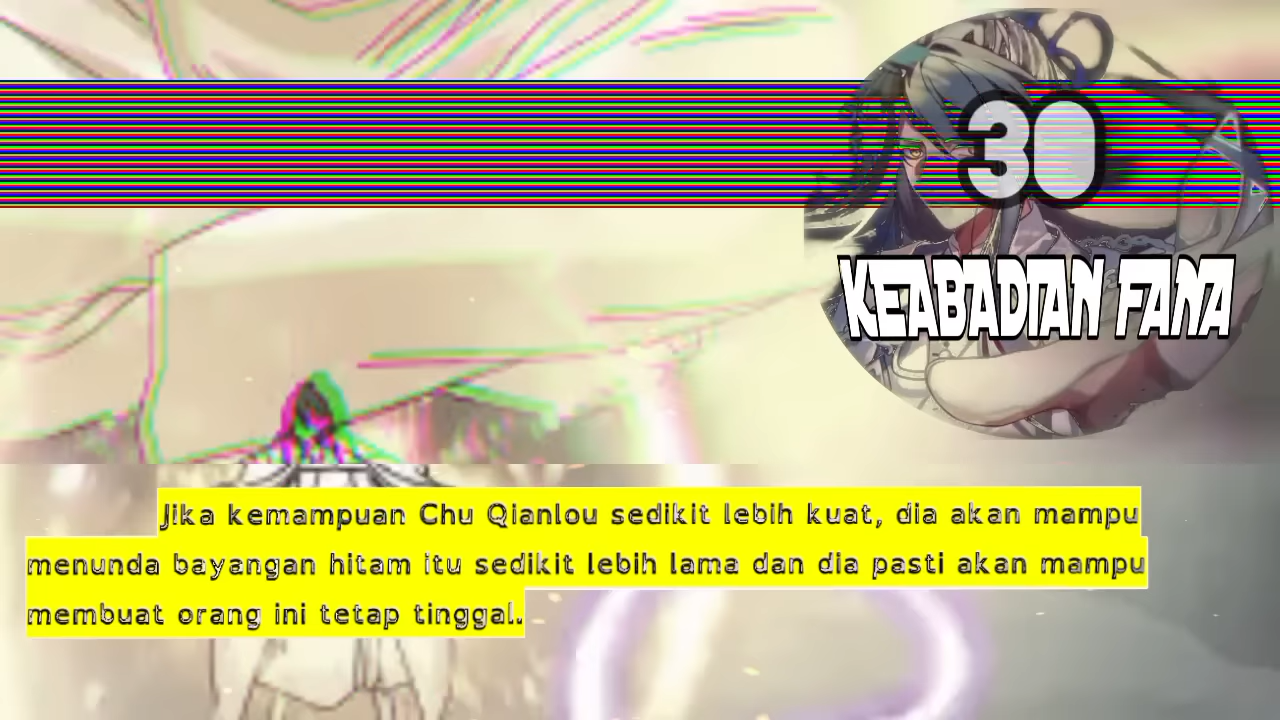 30
KEABADIAN FANA
Jika kemampuan Chu Qianlou sedikit lebih kuat, dia akan mampu
menunda bayangan hitam itu sedikit lebih lama dan dia pasti akan mampu
membuat orang ini tetap tinggal.